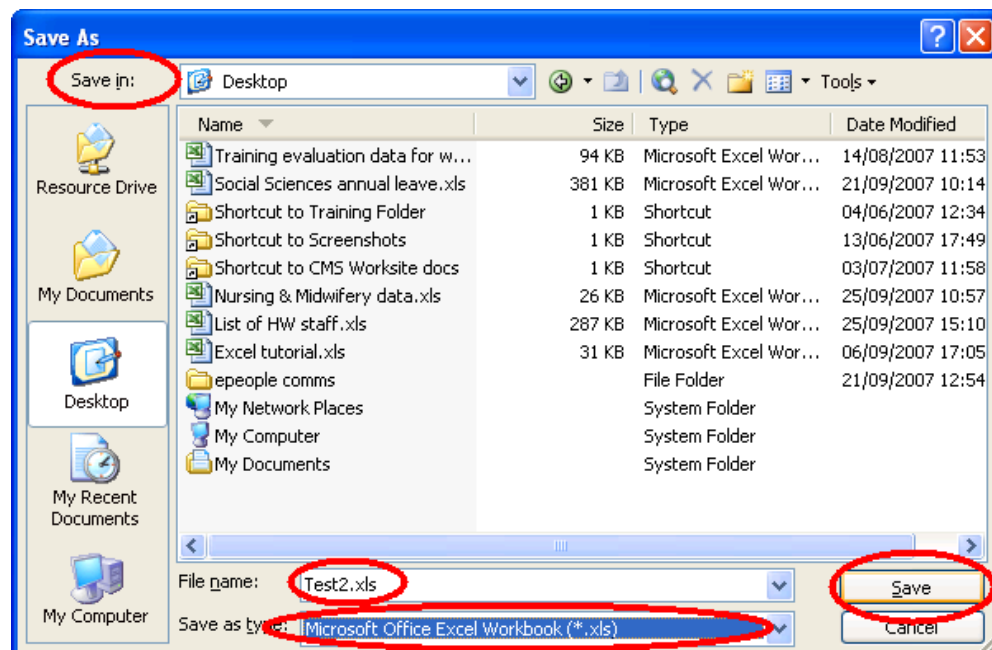 Save As
Save in:
Desktop
Tools
Name Size Type Date Modified
Training evaluation data for w... 94 KB Microsoft Excel Wor... 14/08/2007 11:53
Social Sciences annual leave.xls 381 KB Microsoft Excel Wor... 21/09/2007 10:14
Shortcut to Training Folder 1 KB Shortcut 04/06/2007 12:34
Shortcut to Screenshots 1 KB Shortcut 13/06/2007 17:49
Shortcut to CMS Worksite docs 1 KB Shortcut 03/07/2007 11:58
Nursing & Midwifery data.xls 26 KB Microsoft Excel Wor... 25/09/2007 10:57
List of HW staff.xls 287 KB Microsoft Excel Wor... 25/09/2007 15:10
Excel tutorial.xls 31 KB Microsoft Excel Wor... 06/09/2007 17:05
epeople comms File Folder 21/09/2007 12:54
My Network Places System Folder
My Computer System Folder
My Documents System Folder
Resource Drive
My Documents
Desktop
My Recent
Documents
My Computer
File name: Test2.xls Save
Save as type: Microsoft Office Excel Workbook (*.xls) Cancel